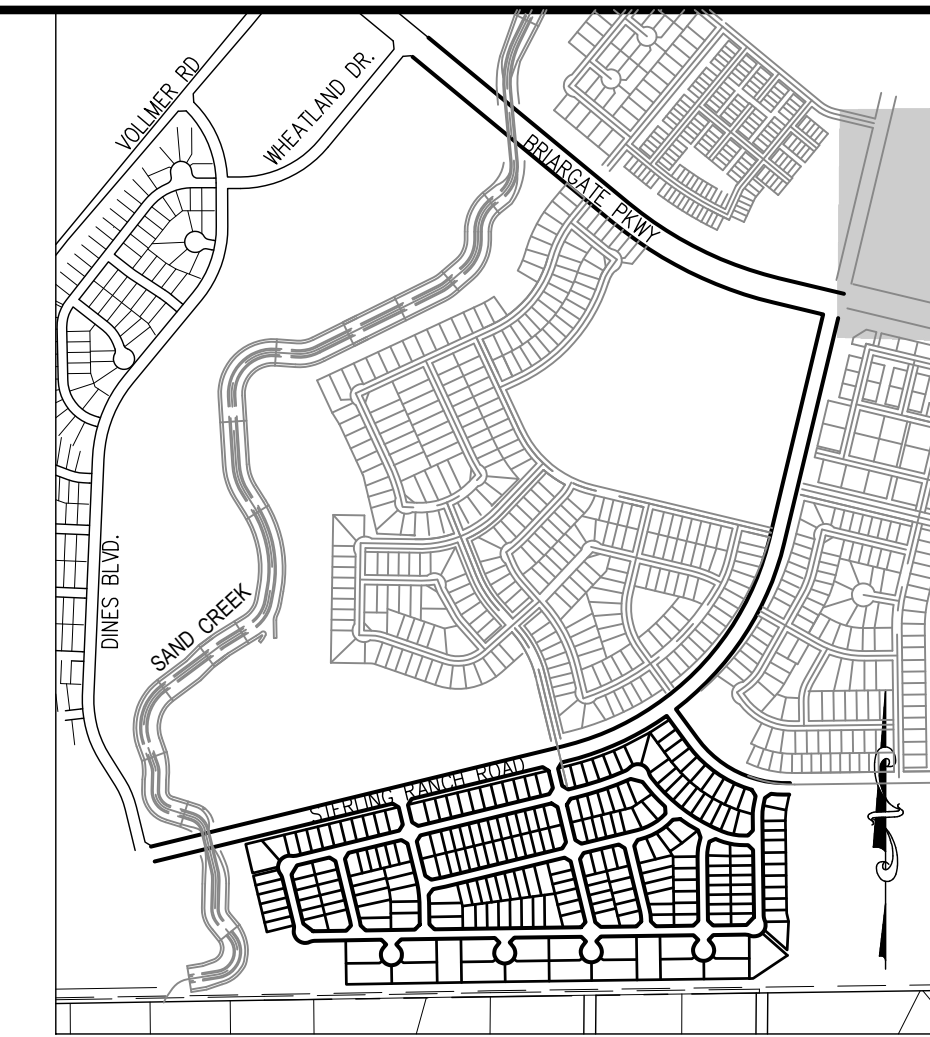 VOLLMER RD
WHEATLAND DR.
BRIARGATE PKWY
DINES BLVD.
SAND CREEK
STERLING RANCH ROAD